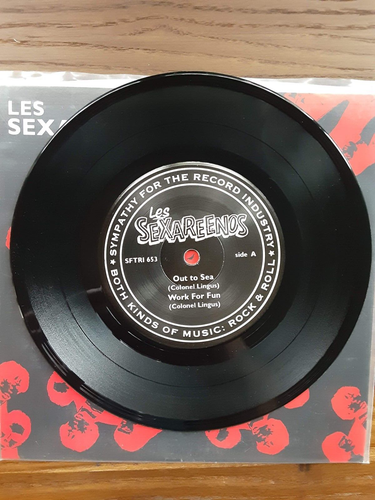 LES
SEXA
SYMPATHY FOR THE RECORD INDUSTRY
Les
SEXAREENOS
SFTRI 653
side A
Out to Sea
(Colonel Lingus)
Work For Fun
(Colonel Lingus)
★ BOTH KINDS OF MUSIC: ROCK & ROLL ★